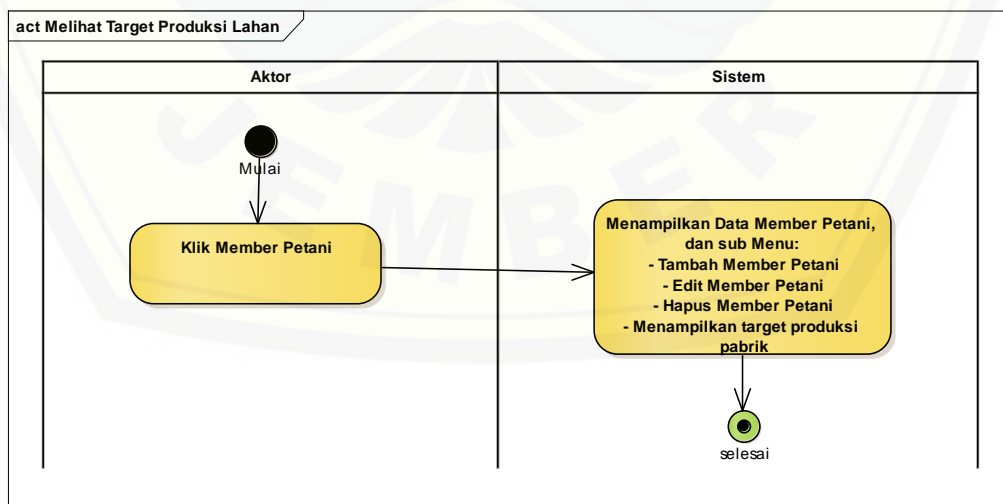 act Melihat Target Produksi Lahan
Aktor
Sistem
Mulai
Klik Member Petani
Menampilkan Data Member Petani,
dan sub Menu:
- Tambah Member Petani
- Edit Member Petani
- Hapus Member Petani
- Menampilkan target produksi
pabrik
selesai
JEMBER